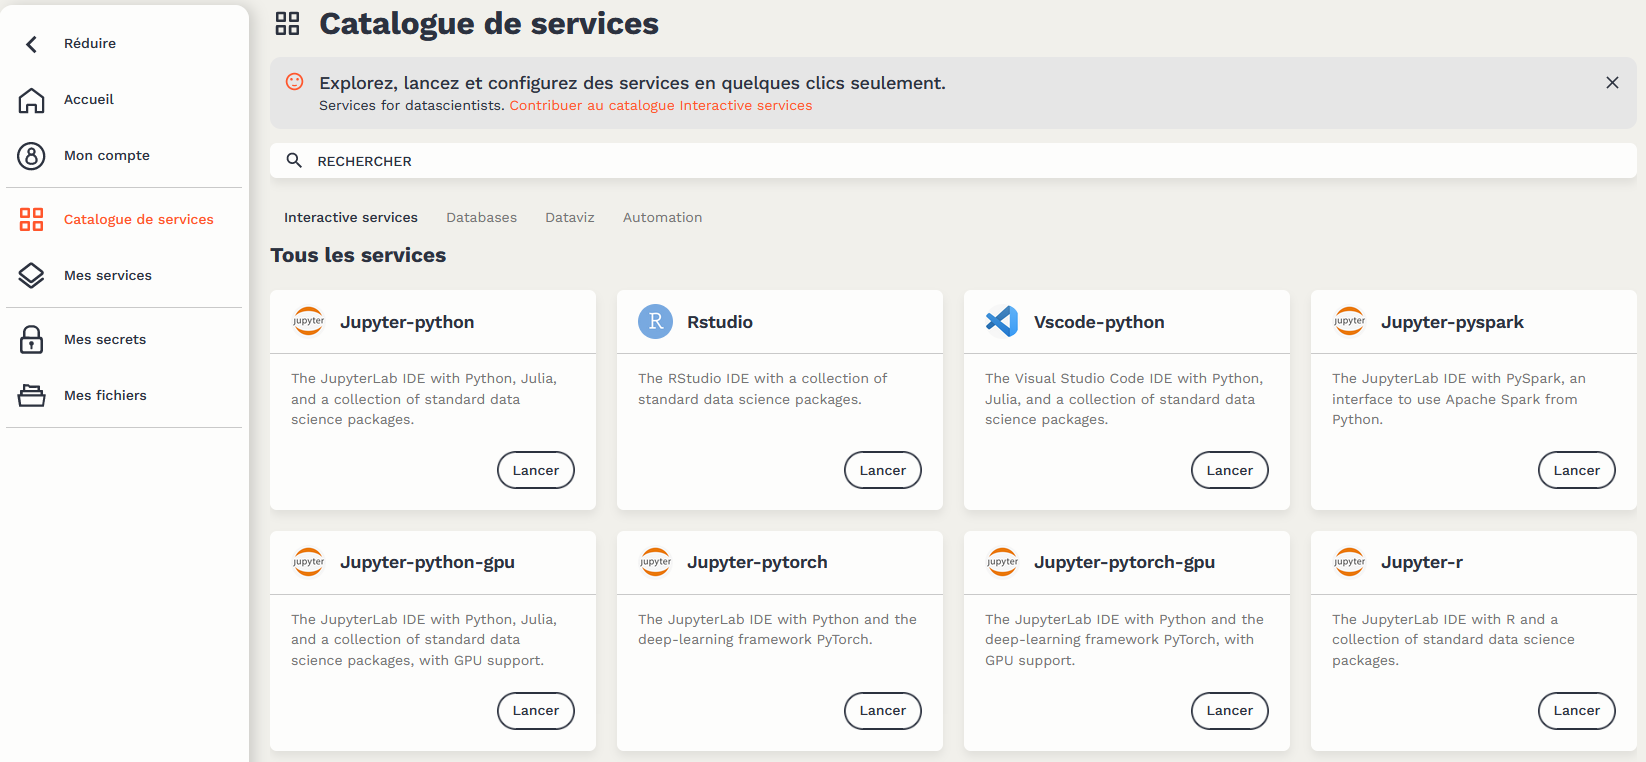 Réduire
Accueil
Mon compte
Catalogue de services
Mes services
Mes secrets
Mes fichiers
Catalogue de services
Explorez, lancez et configurez des services en quelques clics seulement.
Services for datascientists. Contribuer au catalogue Interactive services
RECHERCHER
Interactive services Databases Dataviz Automation
Tous les services
jupyter Jupyter-python
The JupyterLab IDE with Python, Julia,
and a collection of standard data
science packages.
Lancer
R Rstudio
The RStudio IDE with a collection of
standard data science packages.
Lancer
Vscode-python
The Visual Studio Code IDE with Python,
Julia, and a collection of standard data
science packages.
Lancer
jupyter Jupyter-pyspark
The JupyterLab IDE with PySpark, an
interface to use Apache Spark from
Python.
Lancer
jupyter Jupyter-python-gpu
The JupyterLab IDE with Python, Julia,
and a collection of standard data
science packages, with GPU support.
Lancer
jupyter Jupyter-pytorch
The JupyterLab IDE with Python and the
deep-learning framework PyTorch.
Lancer
jupyter Jupyter-pytorch-gpu
The JupyterLab IDE with Python and the
deep-learning framework PyTorch, with
GPU support.
Lancer
jupyter Jupyter-r
The JupyterLab IDE with R and a
collection of standard data science
packages.
Lancer